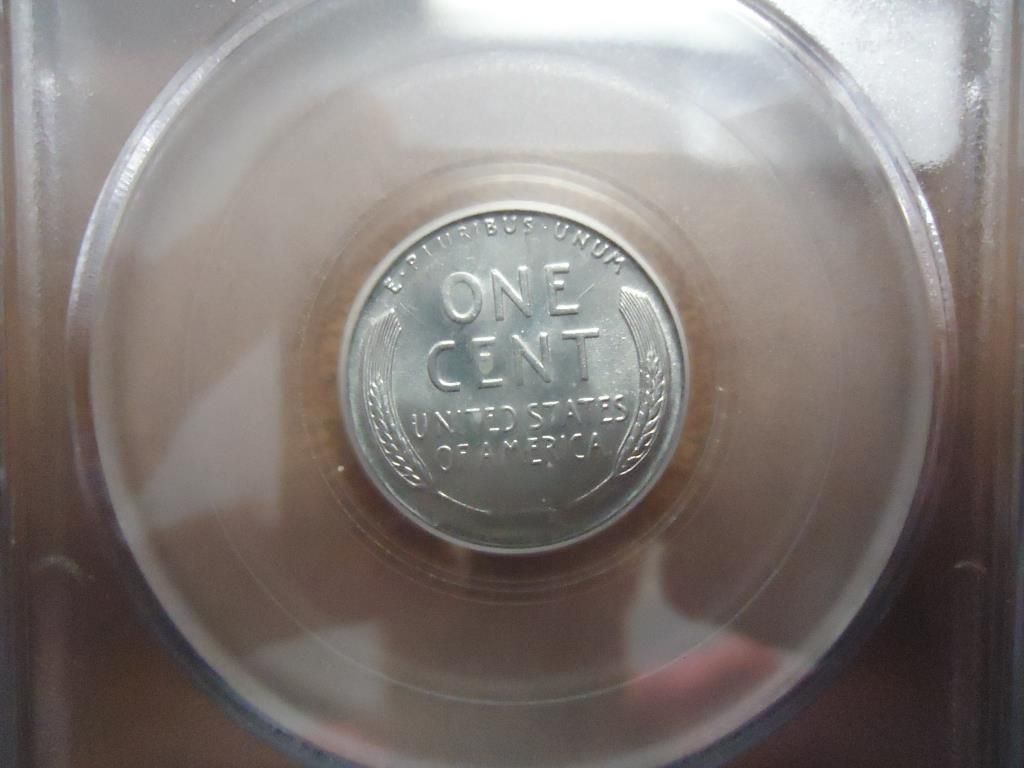 E·PLURIBUS·UNUM
ONE
CENT
UNITED STATES
OF AMERICA